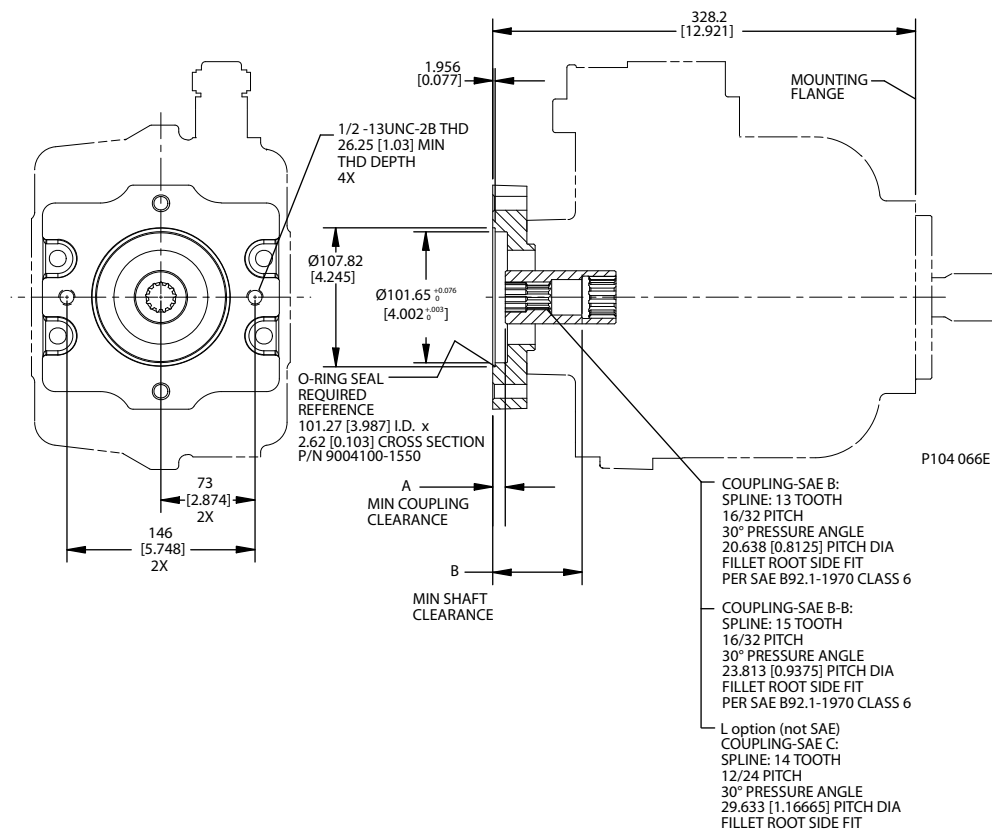 328.2
[12.921]
1.956
[0.077]
MOUNTING
FLANGE
1/2 -13UNC-2B THD
26.25 [1.03] MIN
THD DEPTH
4X
Ø107.82
[4.245]
Ø101.65 +0.076 0
[4.002 +.003 0]
O-RING SEAL
REQUIRED
REFERENCE
101.27 [3.987] I.D. x
2.62 [0.103] CROSS SECTION
P/N 9004100-1550
P104 066E
73
[2.874]
2X
146
[5.748]
2X
A
MIN COUPLING
CLEARANCE
B
MIN SHAFT
CLEARANCE
COUPLING-SAE B:
SPLINE: 13 TOOTH
16/32 PITCH
30° PRESSURE ANGLE
20.638 [0.8125] PITCH DIA
FILLET ROOT SIDE FIT
PER SAE B92.1-1970 CLASS 6
COUPLING-SAE B-B:
SPLINE: 15 TOOTH
16/32 PITCH
30° PRESSURE ANGLE
23.813 [0.9375] PITCH DIA
FILLET ROOT SIDE FIT
PER SAE B92.1-1970 CLASS 6
L option (not SAE)
COUPLING-SAE C:
SPLINE: 14 TOOTH
12/24 PITCH
30° PRESSURE ANGLE
29.633 [1.16665] PITCH DIA
FILLET ROOT SIDE FIT